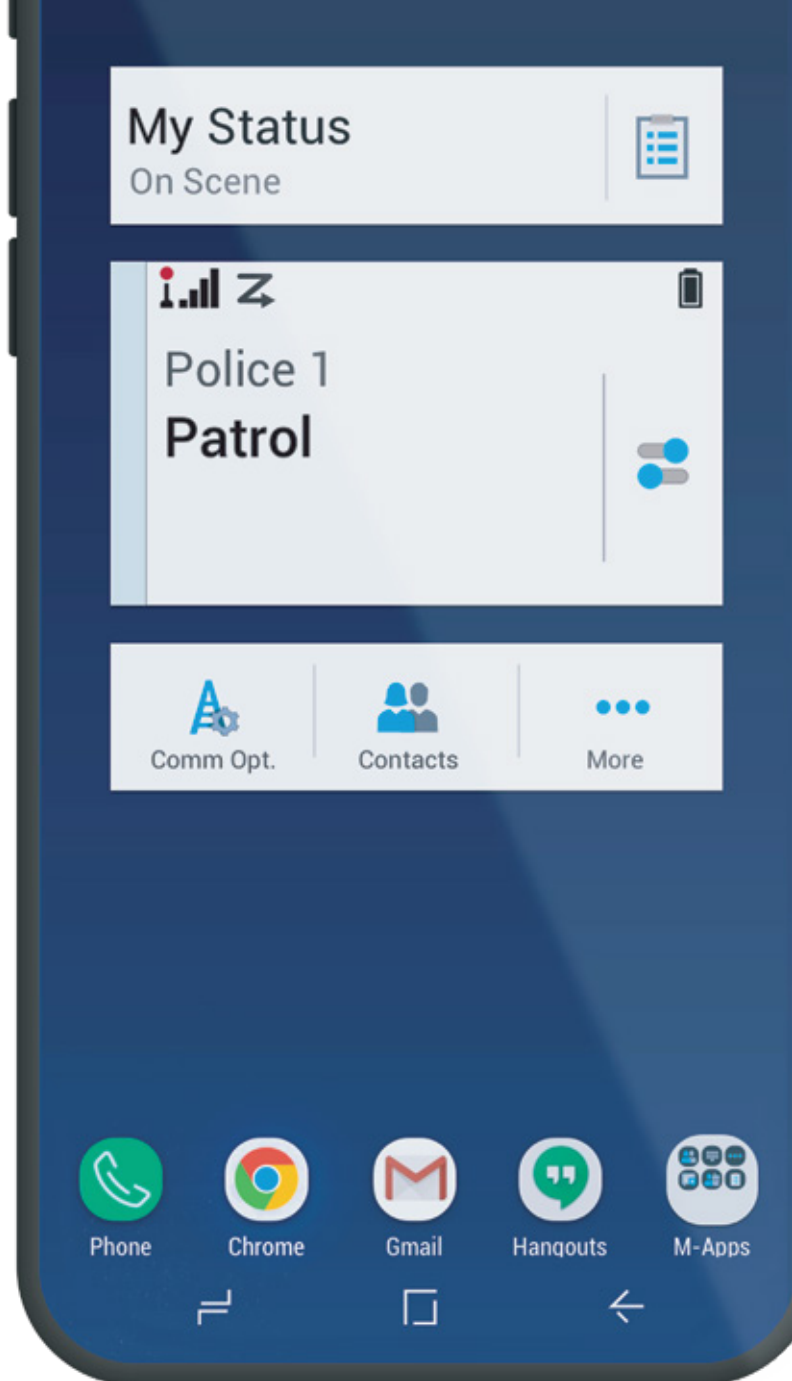 My Status
On Scene
Police 1
Patrol
Comm Opt.
Contacts
More
Phone
Chrome
Gmail
Hangouts
M-Apps